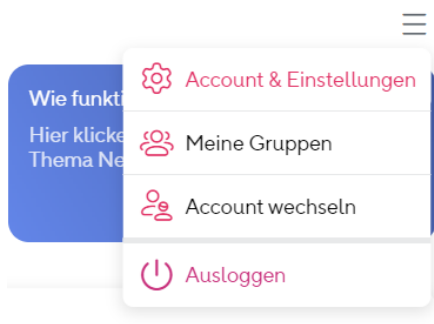 Account & Einstellungen
Wie funkti
Hier klicke
Thema Ne
Meine Gruppen
Account wechseln
Ausloggen